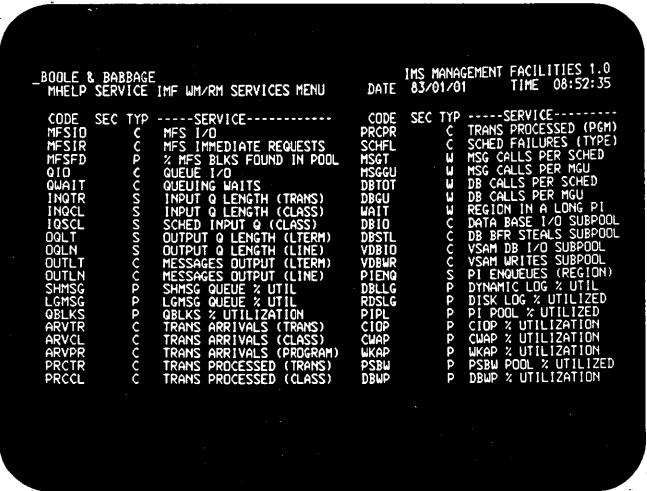 _BOOLE & BABBAGE IMS MANAGEMENT FACILITIES 1.0
MHELP SERVICE IMF WM/RM SERVICES MENU DATE 83/01/01 TIME 08:52:35
CODE SEC TYP -----SERVICE------------- CODE SEC TYP -----SERVICE-----------
MFSIO C MFS I/O PRCPR C TRANS PROCESSED (PGM)
MFSIR C MFS IMMEDIATE REQUESTS SCHFL C SCHED FAILURES (TYPE)
MFSFD P % MFS BLKS FOUND IN POOL MSGT W MSG CALLS PER SCHED
QIO C QUEUE I/O MSGGU W MSG CALLS PER MGU
QWAIT C QUEUING WAITS DBTOT W DB CALLS PER SCHED
INQTR S INPUT Q LENGTH (TRANS) DBGU W DB CALLS PER MGU
INQCL S INPUT Q LENGTH (CLASS) WAIT W REGION IN A LONG PI
IQSCL S SCHED INPUT Q (CLASS) DBIO C DATA BASE I/O SUBPOOL
OQLT S OUTPUT Q LENGTH (LTERM) DBSTL C DB BFR STEALS SUBPOOL
OQLN S OUTPUT Q LENGTH (LINE) VDBIO C VSAM DB I/O SUBPOOL
OUTLT C MESSAGES OUTPUT (LTERM) VDBWR C VSAM WRITES SUBPOOL
OUTLN C MESSAGES OUTPUT (LINE) PIENQ S PI ENQUEUES (REGION)
SHMSG P SHMSG QUEUE % UTIL DBLLG P DYNAMIC LOG % UTIL
LGMSG P LGMSG QUEUE % UTIL RDSLG P DISK LOG % UTILIZED
QBLKS P QBLKS % UTILIZATION PIPL P PI POOL % UTILIZED
ARVTR C TRANS ARRIVALS (TRANS) CIOP P CIOP % UTILIZATION
ARVCL C TRANS ARRIVALS (CLASS) CWAP P CWAP % UTILIZATION
ARVPR C TRANS ARRIVALS (PROGRAM) WKAP P WKAP % UTILIZATION
PRCTR C TRANS PROCESSED (TRANS) PSBW P PSBW POOL % UTILIZED
PRCCL C TRANS PROCESSED (CLASS) DBWP P DBWP % UTILIZATION